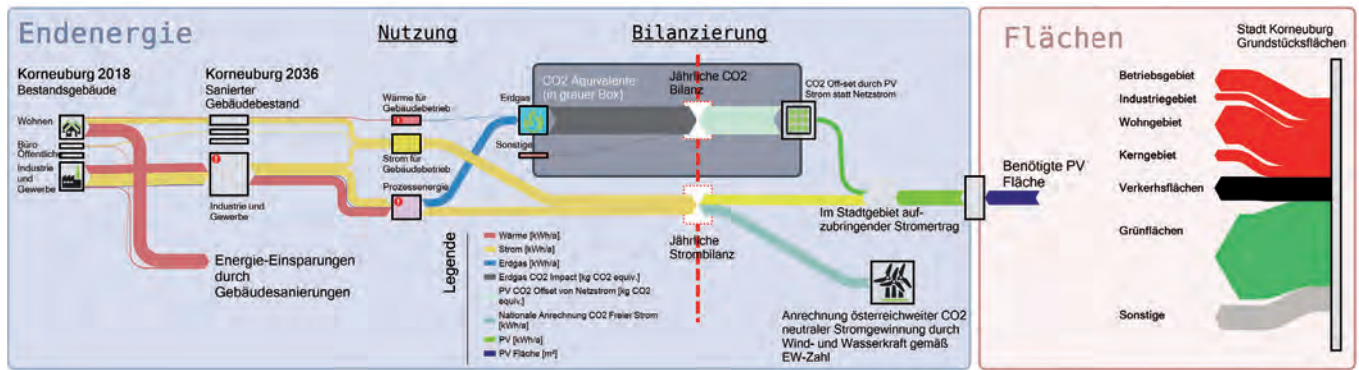 Endenergie
Nutzung
Bilanzierung
Korneuburg 2018
Bestandsgebäude
Korneuburg 2036
Sanierter
Gebäudebestand
Wohnen
Büro
Öffentlich
Industrie
und
Gewerbe
Industrie und
Gewerbe
Energie-Einsparungen
durch
Gebäudesanierungen
Wärme für
Gebäudebetrieb
Strom für
Gebäudebetrieb
Prozessenergie
Erdgas
Sonstige
CO2 Äquivalente
(in grauer Box)
Jährliche CO2
Bilanz
CO2 Off-set durch PV
Strom statt Netzstrom
Jährliche
Strombilanz
Im Stadtgebiet auf-
zubringender Stromertrag
Anrechnung österreichweiter CO2
neutraler Stromgewinnung durch
Wind- und Wasserkraft gemäß
EW-Zahl
Legende
Wärme [kWh/a]
Strom [kWh/a]
Erdgas [kWh/a]
Erdgas CO2 Impact [kg CO2 equiv.]
PV CO2 Offset von Netzstrom [kg CO2
equiv.]
Nationale Anrechnung CO2 Freier Strom
[kWh/a]
PV [kWh/a]
PV Fläche [m²]
Flächen
Stadt Korneuburg
Grundstücksflächen
Benötigte PV
Fläche
Betriebsgebiet
Industriegebiet
Wohngebiet
Kerngebiet
Verkerhsflächen
Grünflächen
Sonstige